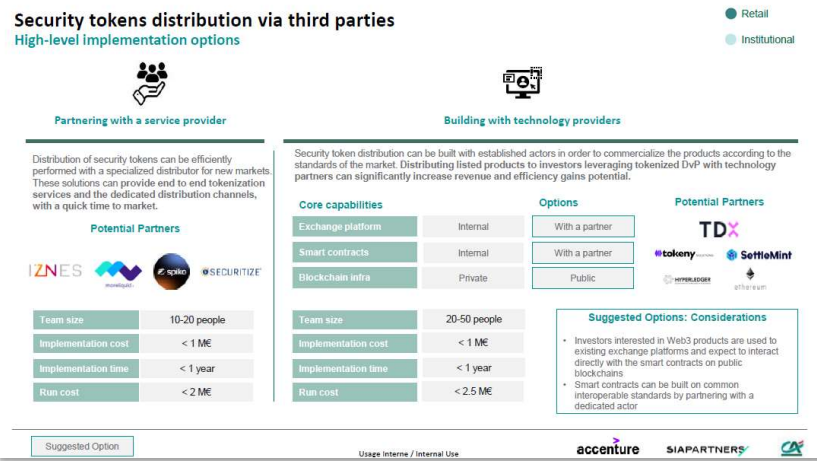 Security tokens distribution via third parties
High-level implementation options
Retail
Institutional
Partnering with a service provider
Building with technology providers
Distribution of security tokens can be efficiently
performed with a specialized distributor for new markets.
These solutions can provide end to end tokenization
services and the dedicated distribution channels,
with a quick time to market.
Potential Partners
IZNES
moneliquid
spiko
SECURITIZE
Team size 10-20 people
Implementation cost < 1 M€
Implementation time < 1 year
Run cost < 2 M€
Security token distribution can be built with established actors in order to commercialize the products according to the
standards of the market. Distributing listed products to investors leveraging tokenized DvP with technology
partners can significantly increase revenue and efficiency gains potential.
Core capabilities Options
Exchange platform Internal With a partner
Smart contracts Internal With a partner
Blockchain infra Private Public
Potential Partners
TDX
tokeny
SettleMint
HYPERLEDGER
ethereum
Team size 20-50 people
Implementation cost < 1 M€
Implementation time < 1 year
Run cost < 2.5 M€
Suggested Options: Considerations
• Investors interested in Web3 products are used to
existing exchange platforms and expect to interact
directly with the smart contracts on public
blockchains
• Smart contracts can be built on common
interoperable standards by partnering with a
dedicated actor
Suggested Option
Usage Interne / Internal Use
accenture
SIAPARTNERS
CA